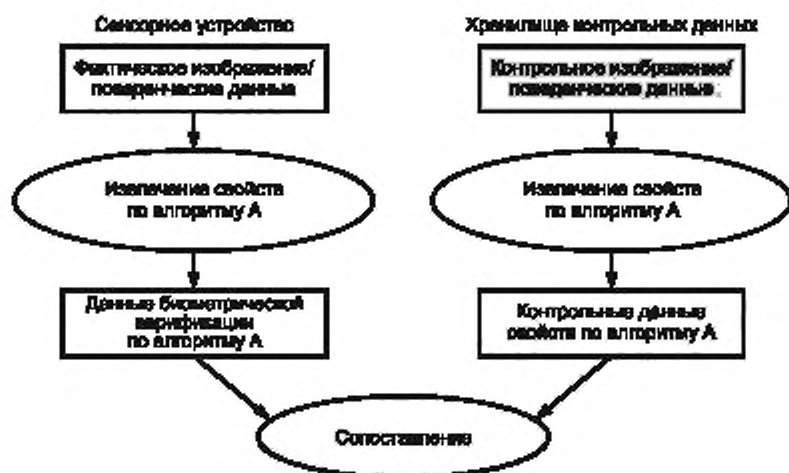 Сенсорное устройство
Хранилище контрольных данных
Фактическое изображение/
поведенческие данные
Контрольное изображение/
поведенческие данные
Извлечение свойств
по алгоритму А
Извлечение свойств
по алгоритму А
Данные биометрической
верификации
по алгоритму А
Контрольные данные
свойств по алгоритму А
Сопоставление